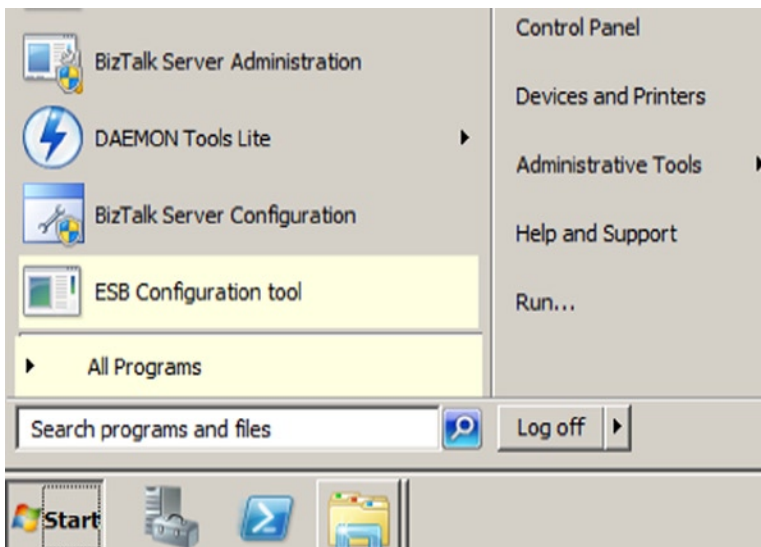 BizTalk Server Administration
DAEMON Tools Lite
BizTalk Server Configuration
ESB Configuration tool
All Programs
Search programs and files
Control Panel
Devices and Printers
Administrative Tools
Help and Support
Run...
Log off
Start